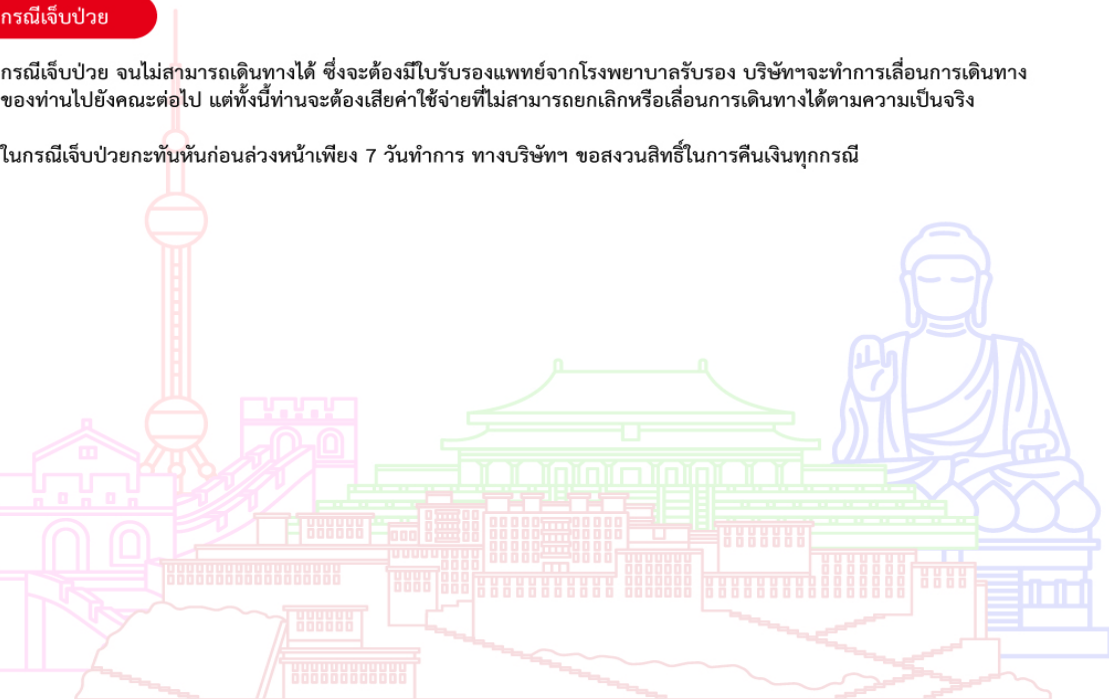 กรณีเจ็บป่วย
กรณีเจ็บป่วย จนไม่สามารถเดินทางได้ ซึ่งจะต้องมีใบรับรองแพทย์จากโรงพยาบาลรับรอง บริษัทฯจะทำการเลื่อนการเดินทาง
ของท่านไปยังคณะต่อไป แต่ทั้งนี้ท่านจะต้องเสียค่าใช้จ่ายที่ไม่สามารถยกเลิกหรือเลื่อนการเดินทางได้ตามความเป็นจริง
ในกรณีเจ็บป่วยกะทันหันก่อนล่วงหน้าเพียง 7 วันทำการ ทางบริษัทฯ ขอสงวนสิทธิ์ในการคืนเงินทุกกรณี